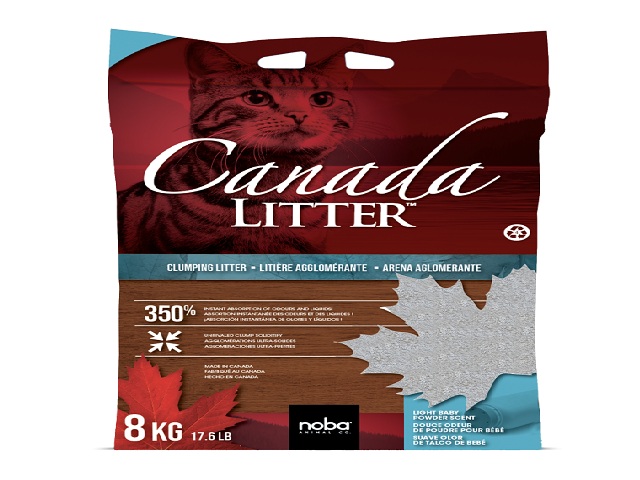 Canada
LITTER™
CLUMPING LITTER - LITIÈRE AGGLOMÉRANTE - ARENA AGLOMERANTE
350%
INSTANT ABSORPTION OF ODOURS AND LIQUIDS!
ABSORPTION INSTANTANÉE DES ODEURS ET DES LIQUIDES !
¡ABSORCIÓN INSTANTÁNEA DE OLORES Y LÍQUIDOS !
UNRIVALED CLUMP SOLIDITY
AGGLOMÉRATIONS ULTRA-SOLIDES
AGLOMERACIONES ULTRA-FIRMES
MADE IN CANADA
FABRIQUÉ AU CANADA
HECHO EN CANADA
8 KG 17.6 LB
noba
ANIMAL CO.
LIGHT BABY
POWDER SCENT
DOUCE ODEUR
DE POUDRE POUR BÉBÉ
SUAVE OLOR
DE TALCO DE BEBÉ